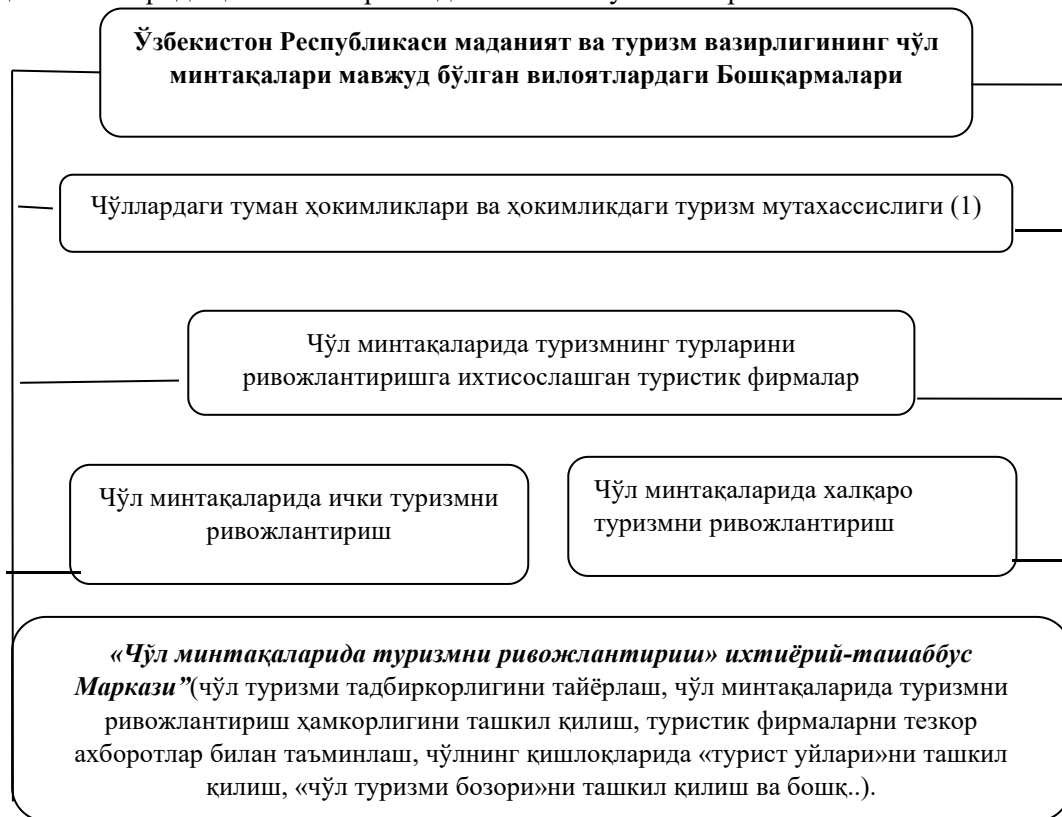 Ўзбекистон Республикаси маданият ва туризм вазирлигининг чўл
минтақалари мавжуд бўлган вилоятлардаги Бошқармалари
Чўллардаги туман ҳокимликлари ва ҳокимликдаги туризм мутахассислиги (1)
Чўл минтақаларида туризмнинг турларини
ривожлантиришга ихтисослашган туристик фирмалар
Чўл минтақаларида ички туризмни
ривожлантириш
Чўл минтақаларида халқаро
туризмни ривожлантириш
«Чўл минтақаларида туризмни ривожлантириш» ихтиёрий-ташаббус
Маркази”(чўл туризми тадбиркорлигини тайёрлаш, чўл минтақаларида туризмни
ривожлантириш ҳамкорлигини ташкил қилиш, туристик фирмаларни тезкор
ахборотлар билан таъминлаш, чўлнинг қишлоқларида «турист уйлари»ни ташкил
қилиш, «чўл туризми бозори»ни ташкил қилиш ва бошқ..).